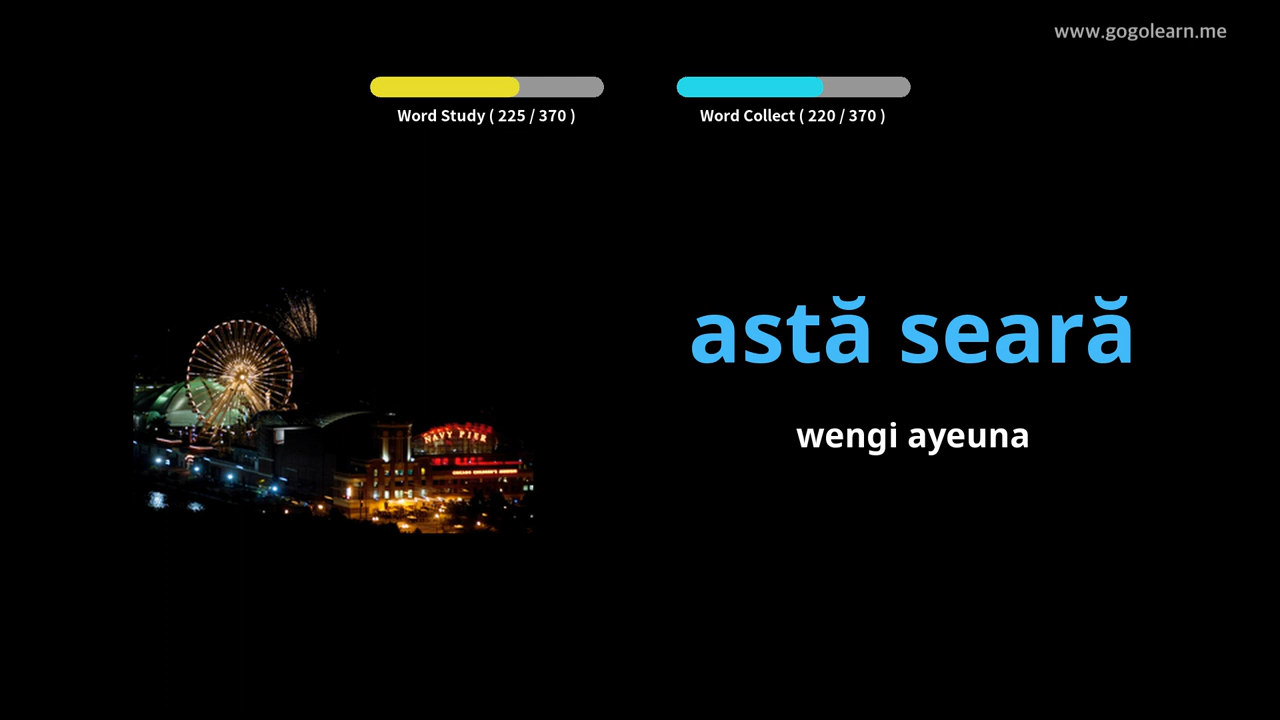 www.gogolearn.me
Word Study ( 225 / 370 )
Word Collect ( 220 / 370 )
astă seară
wengi ayeuna
NAVY PIER